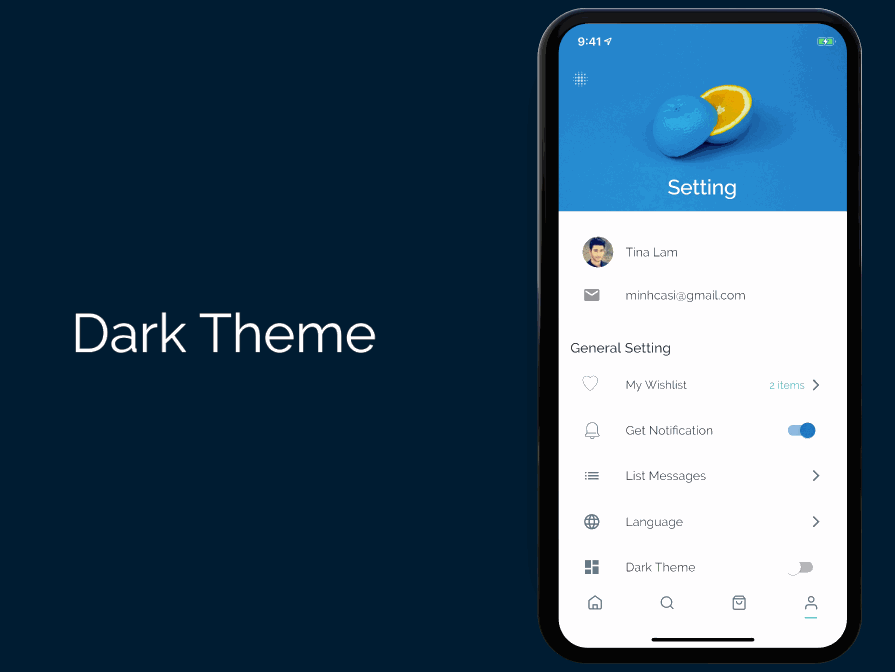 Dark Theme
9:41
Setting
Tina Lam
minhcasi@gmail.com
General Setting
My Wishlist 2 items
Get Notification
List Messages
Language
Dark Theme